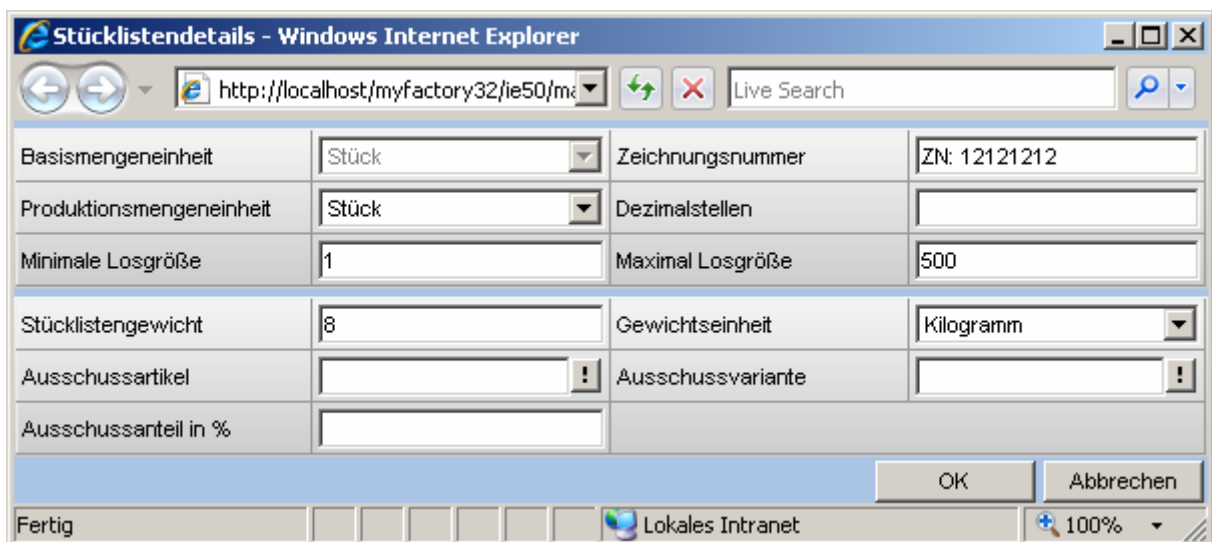 Stücklistendetails - Windows Internet Explorer
http://localhost/myfactory32/ie50/ma Live Search
Basismengeneinheit Stück Zeichnungsnummer ZN: 12121212
Produktionsmengeneinheit Stück Dezimalstellen
Minimale Losgröße 1 Maximal Losgröße 500
Stücklistengewicht 8 Gewichtseinheit Kilogramm
Ausschussartikel ! Ausschussvariante !
Ausschussanteil in %
OK Abbrechen
Fertig Lokales Intranet 100%